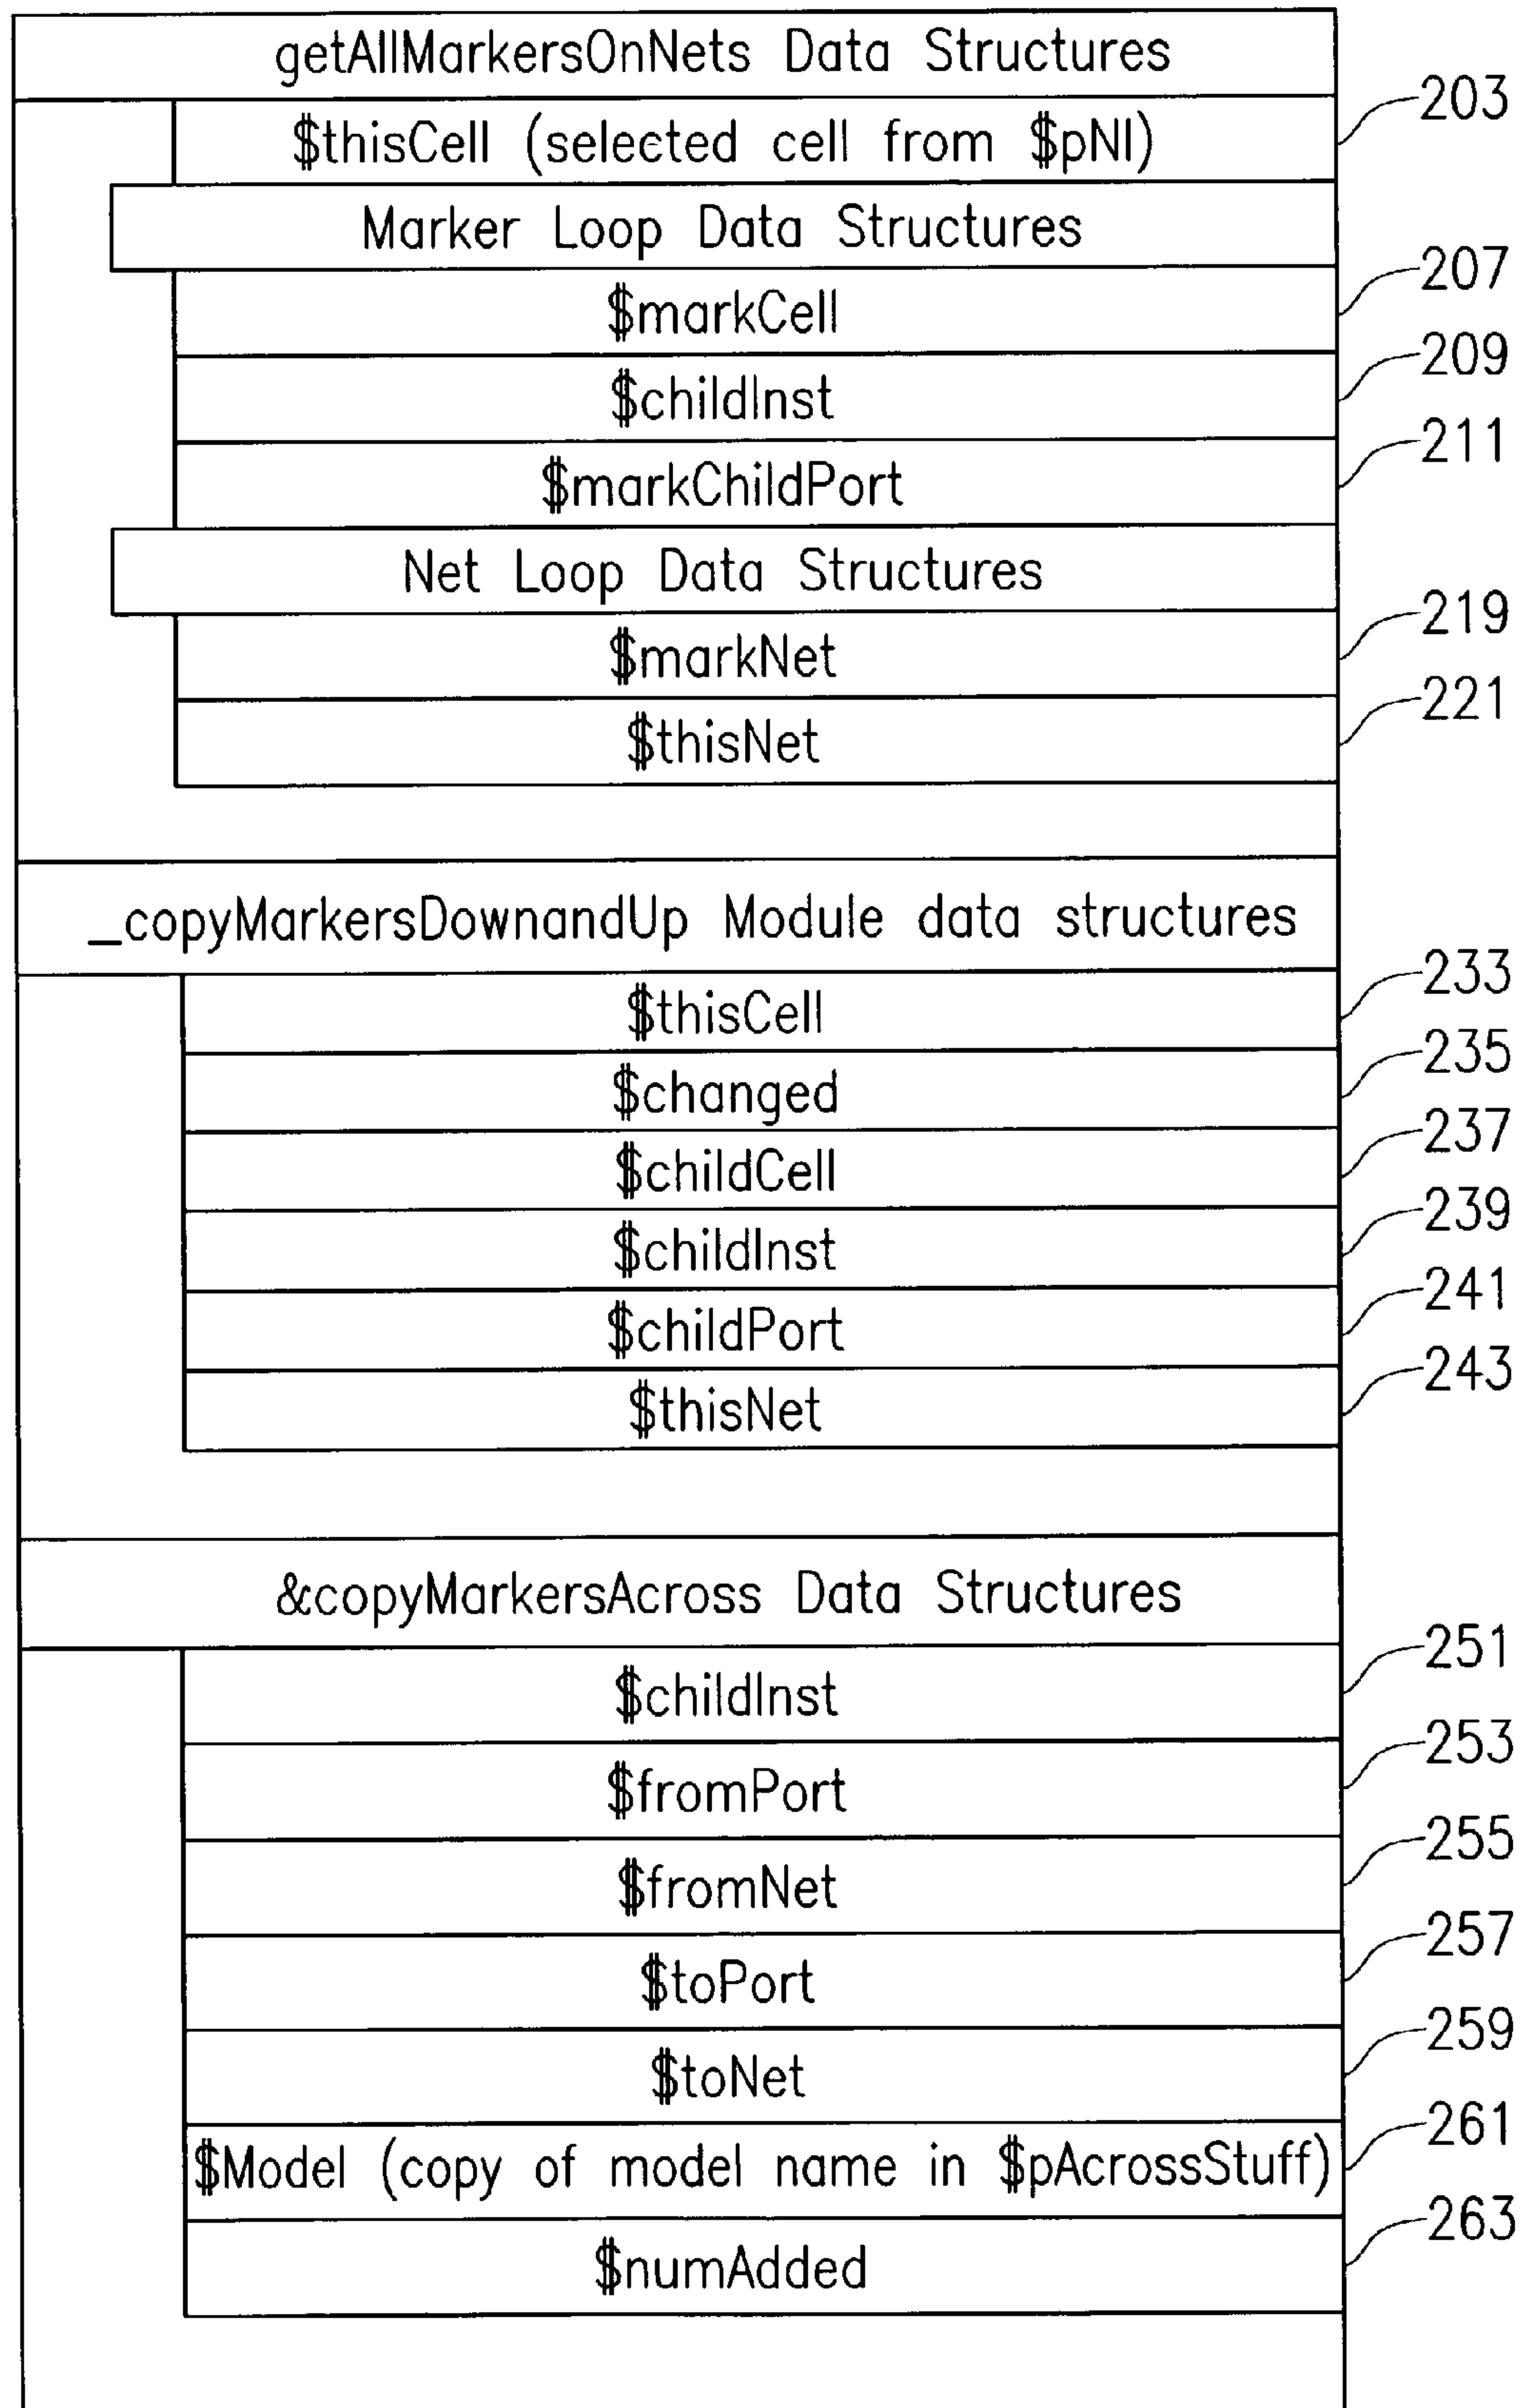 getAllMarkersOnNets Data Structures
$thisCell (selected cell from $pNl)
203
Marker Loop Data Structures
$markCell
207
$childInst
209
$markChildPort
211
Net Loop Data Structures
$markNet
219
$thisNet
221
_copyMarkersDownandUp Module data structures
$thisCell
233
$changed
235
$childCell
237
$childInst
239
$childPort
241
$thisNet
243
&copyMarkersAcross Data Structures
$childInst
251
$fromPort
253
$fromNet
255
$toPort
257
$toNet
259
$Model (copy of model name in $pAcrossStuff)
261
$numAdded
263